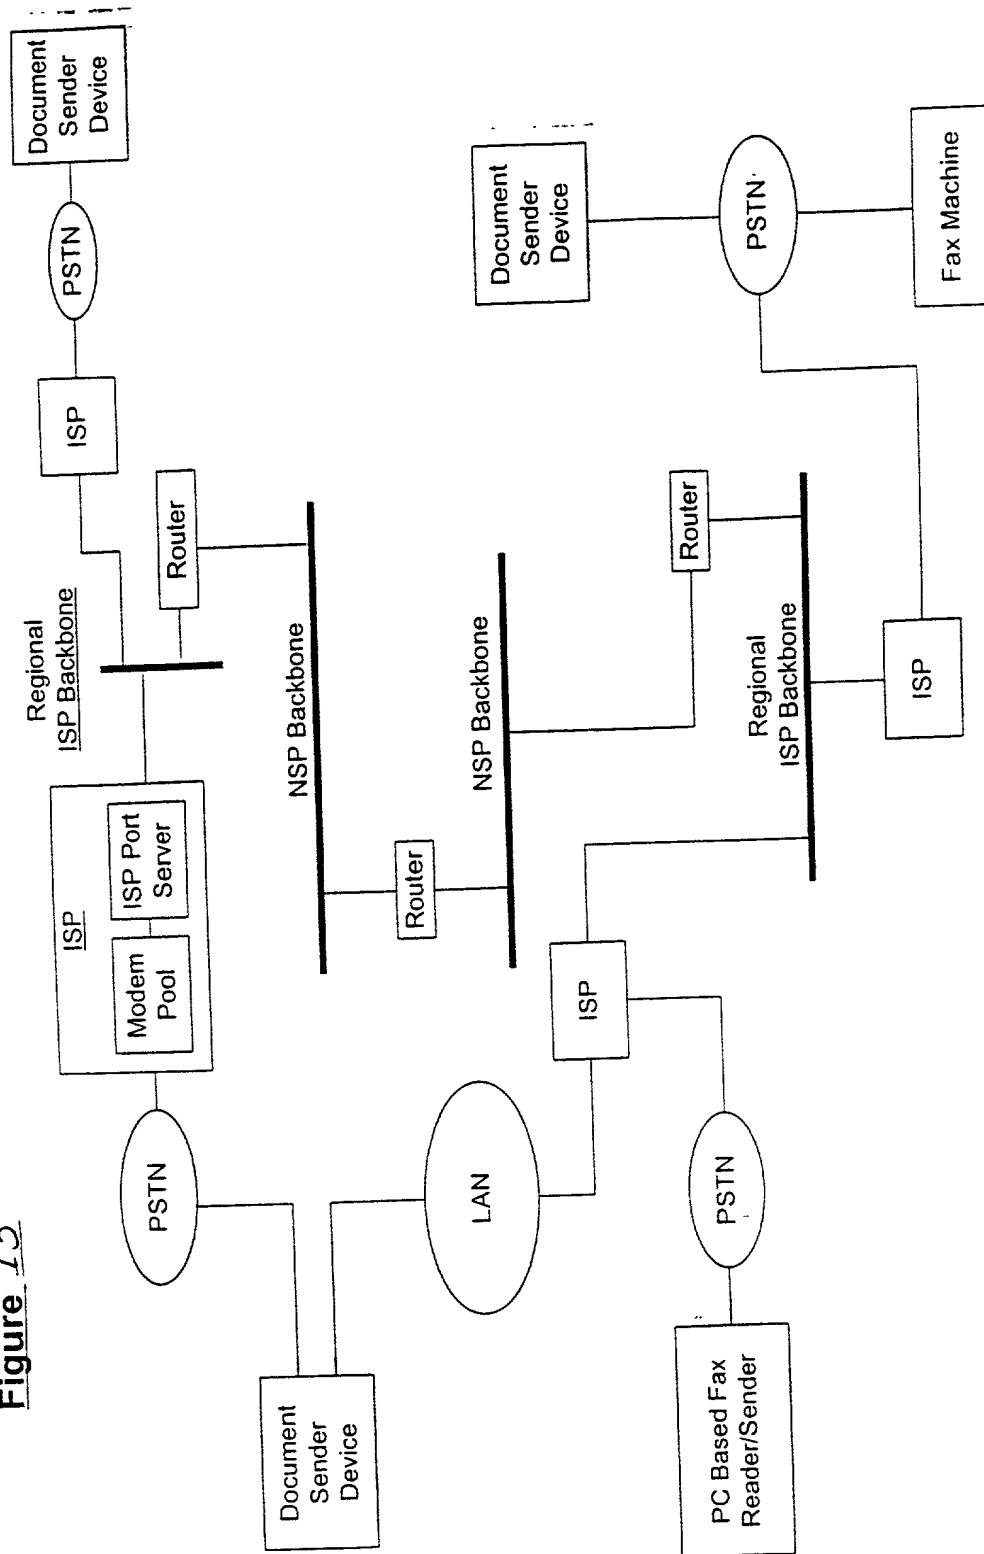 Figure
Regional
ISP Backbone
ISP
Modem
Pool
ISP Port
Server
PSTN
ISP
PSTN
Document
Sender
Device
Router
Document
Sender
Device
NSP Backbone
Router
LAN
NSP Backbone
Document
Sender
Device
ISP
Router
PC Based Fax
Reader/Sender
PSTN
Regional
ISP Backbone
PSTN
ISP
Fax Machine